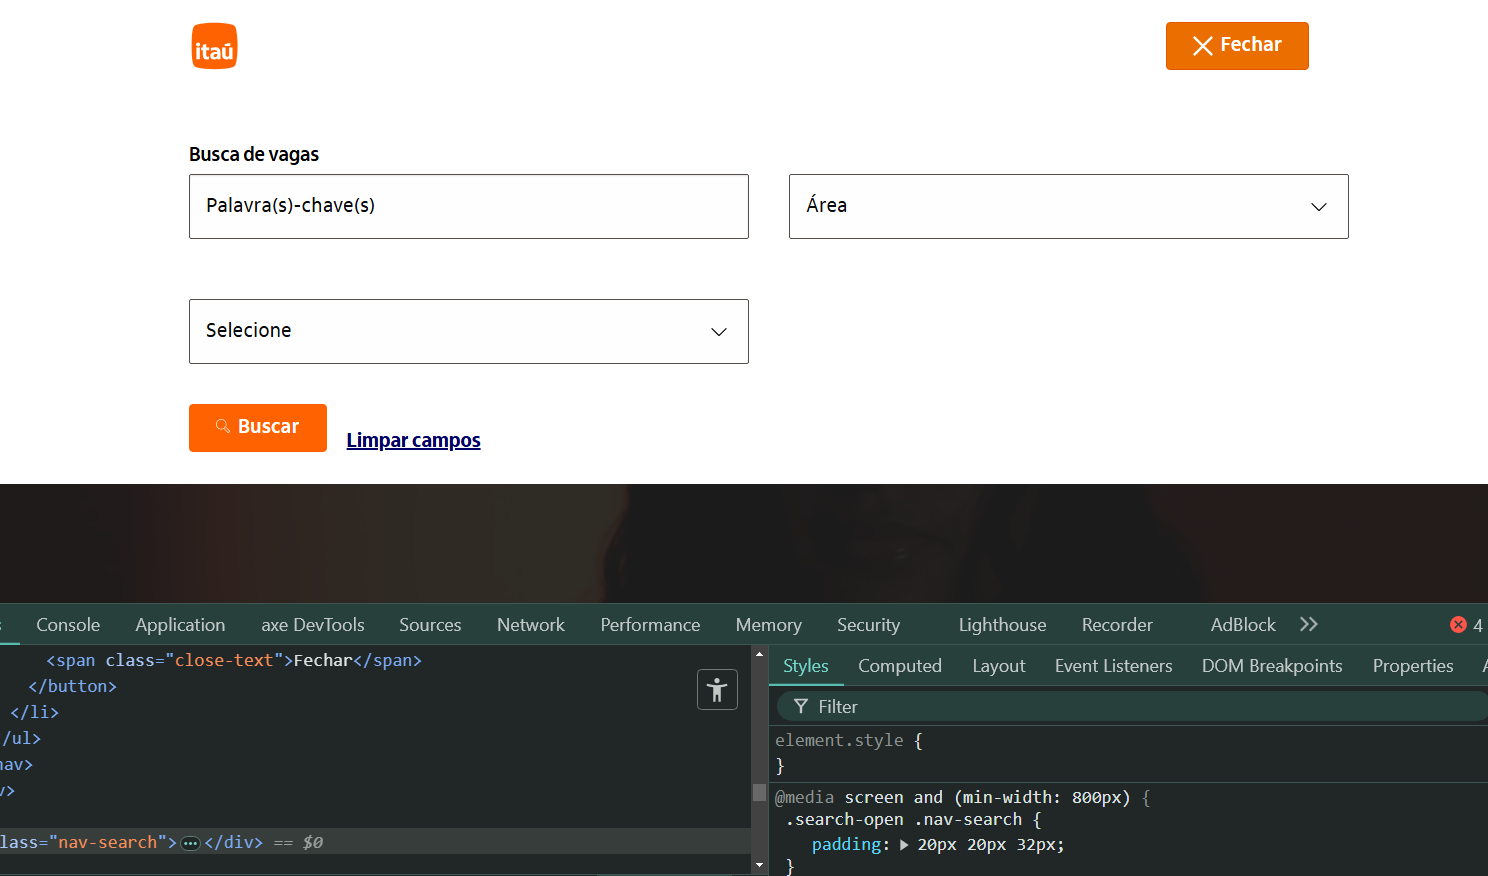 itaú
Fechar
Busca de vagas
Palavra(s)-chave(s)
Área
Selecione
Buscar
Limpar campos
Console Application axe DevTools Sources Network Performance Memory Security Lighthouse Recorder AdBlock 4
<span class="close-text">Fechar</span>
</button>
</li>
/ul>
nav>
v>
lass="nav-search"> </div> == $0
Styles Computed Layout Event Listeners DOM Breakpoints Properties
Filter
element.style {
}
@media screen and (min-width: 800px) {
.search-open .nav-search {
padding: 20px 20px 32px;
}